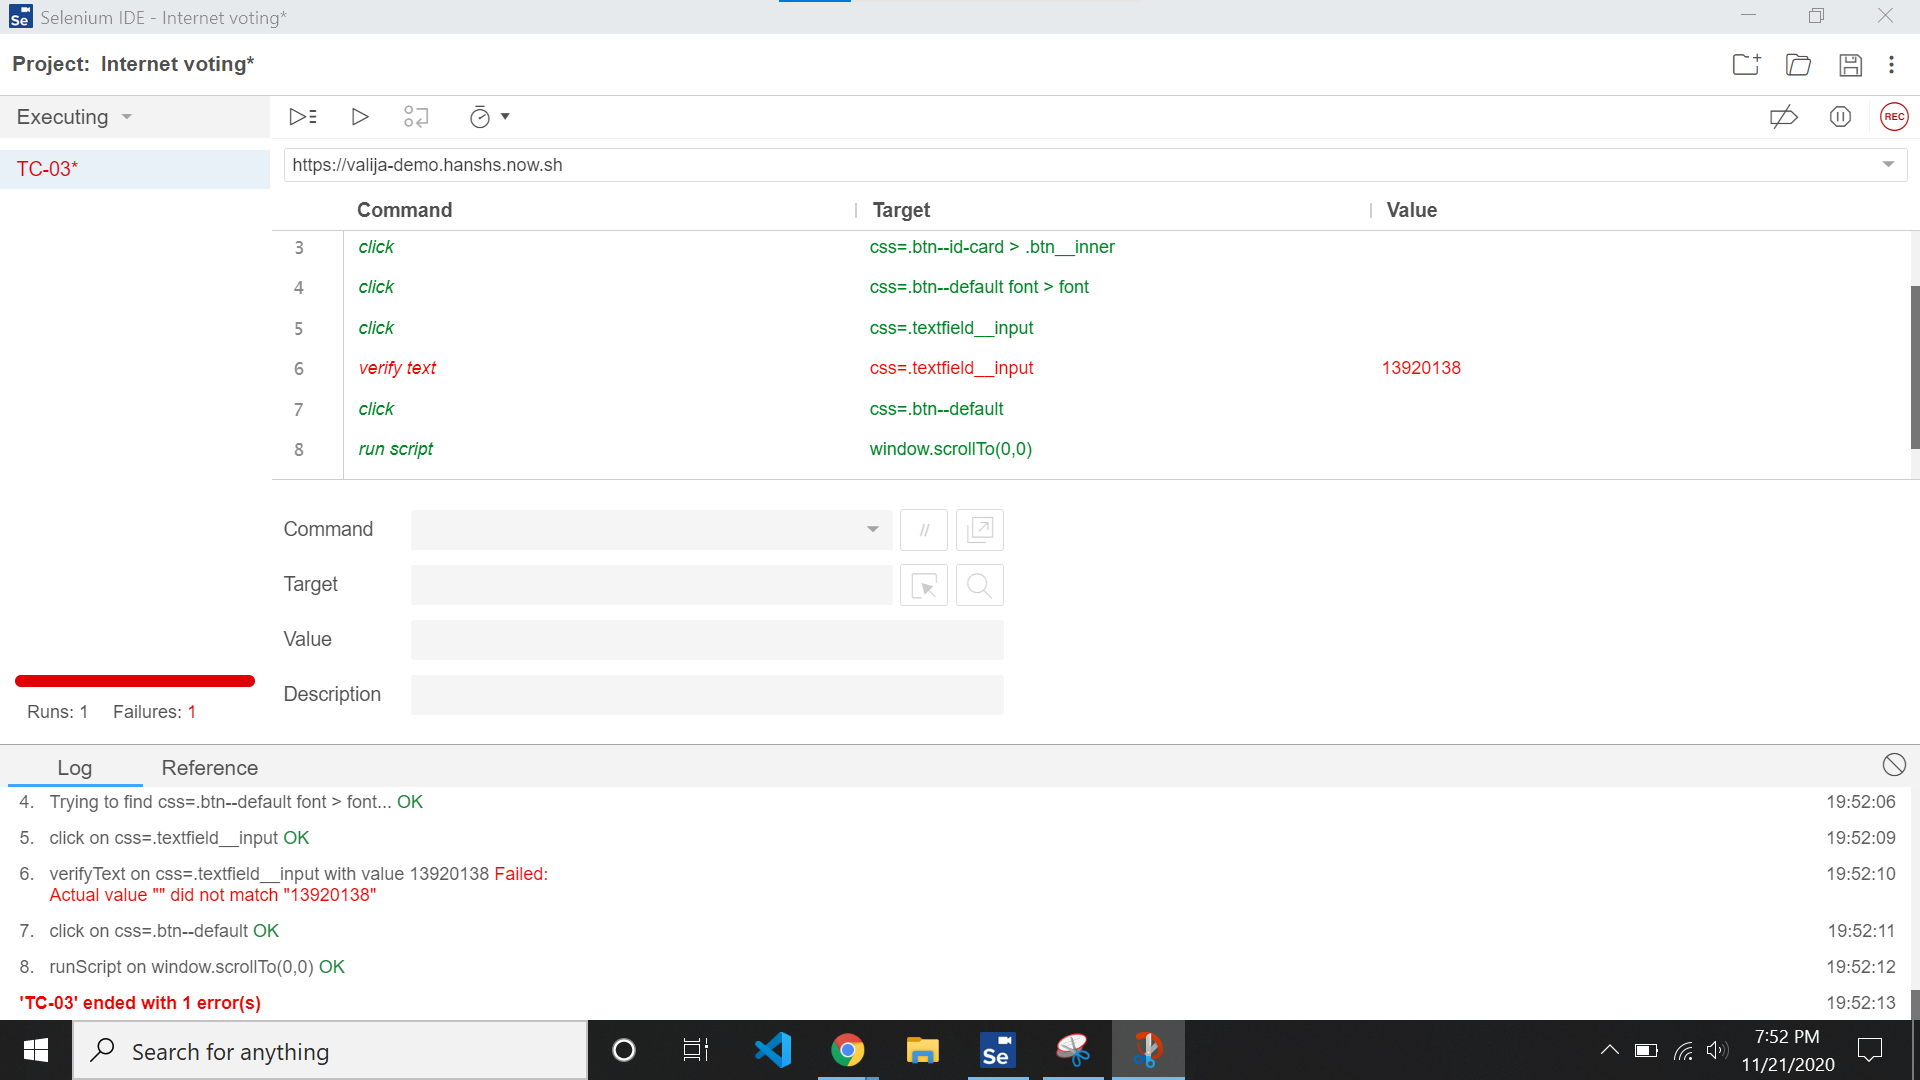 Selenium IDE - Internet voting*
Project: Internet voting*
Executing
REC
TC-03*
https://valija-demo.hanshs.now.sh
Command Target Value
3 click css=.btn--id-card > .btn__inner
4 click css=.btn--default font > font
5 click css=.textfield__input
6 verify text css=.textfield__input 13920138
7 click css=.btn--default
8 run script window.scrollTo(0,0)
Command //
Target
Value
Description
Runs: 1 Failures: 1
Log Reference
4. Trying to find css=.btn--default font > font... OK 19:52:06
5. click on css=.textfield__input OK 19:52:09
6. verifyText on css=.textfield__input with value 13920138 Failed: 19:52:10
Actual value "" did not match "13920138"
7. click on css=.btn--default OK 19:52:11
8. runScript on window.scrollTo(0,0) OK 19:52:12
'TC-03' ended with 1 error(s) 19:52:13
Search for anything
Se
7:52 PM
11/21/2020